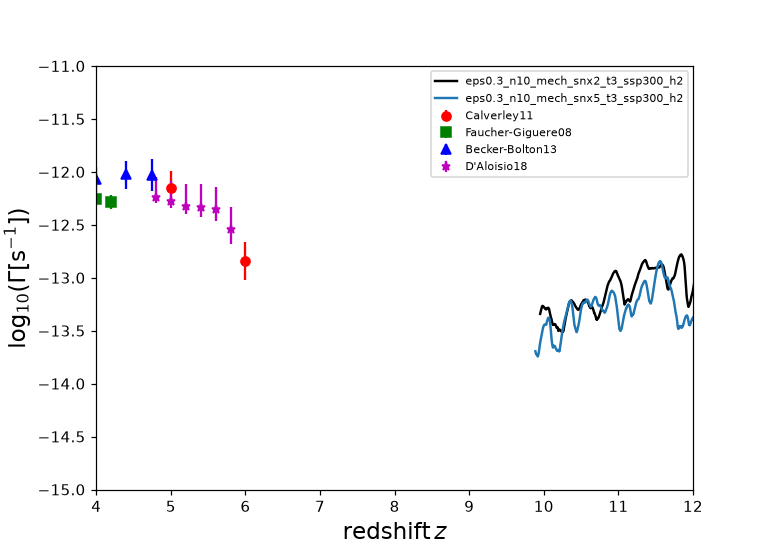 −11.0
−11.5
−12.0
−12.5
−13.0
−13.5
−14.0
−14.5
−15.0
log₁₀(Γ[s⁻¹])
eps0.3_n10_mech_snx2_t3_ssp300_h2
eps0.3_n10_mech_snx5_t3_ssp300_h2
Calverley11
Faucher-Giguere08
Becker-Bolton13
D'Aloisio18
4 5 6 7 8 9 10 11 12
redshift z